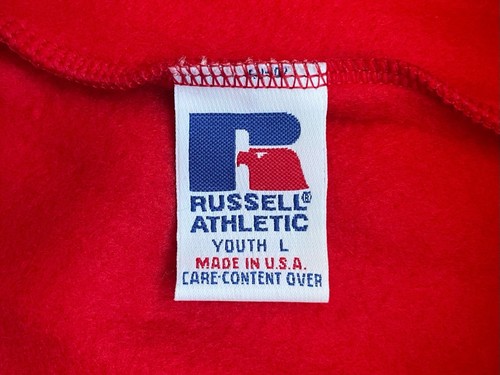 RUSSELL®
ATHLETIC
YOUTH L
MADE IN U.S.A.
CARE-CONTENT OVER